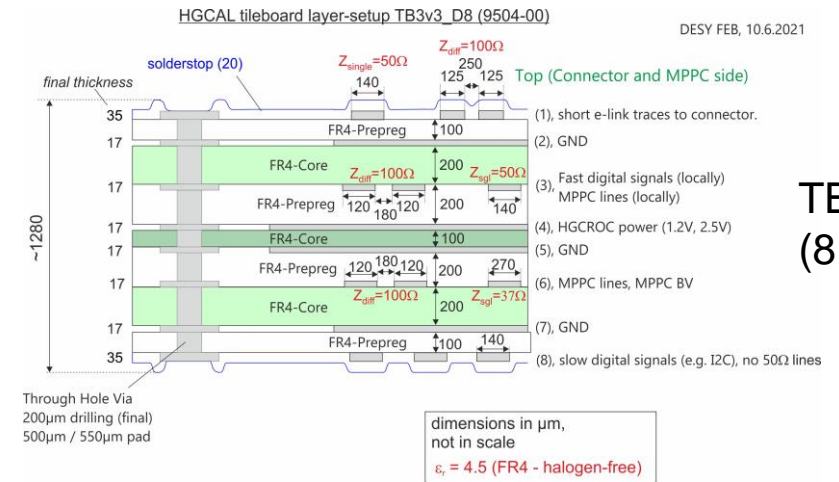 HGCAL tileboard layer-setup TB3v3_D8 (9504-00)
DESY FEB, 10.6.2021
solderstop (20)
Zsingle=50Ω
Zdiff=100Ω
250
140
125 125
Top (Connector and MPPC side)
final thickness
35
(1), short e-link traces to connector.
FR4-Prepreg
100
17
(2), GND
FR4-Core
200
Zdiff=100Ω
Zsgl=50Ω
17
(3), Fast digital signals (locally)
MPPC lines (locally)
FR4-Prepreg
120 180 120
200
140
17
(4), HGCROC power (1.2V, 2.5V)
FR4-Core
100
17
(5), GND
FR4-Prepreg
120 180 120
200
270
17
(6), MPPC lines, MPPC BV
Zdiff=100Ω
Zsgl=37Ω
FR4-Core
200
17
(7), GND
FR4-Prepreg
100
140
35
(8), slow digital signals (e.g. I2C), no 50Ω lines
~1280
TB
(8
Through Hole Via
200µm drilling (final)
500µm / 550µm pad
dimensions in µm,
not in scale
εr = 4.5 (FR4 - halogen-free)